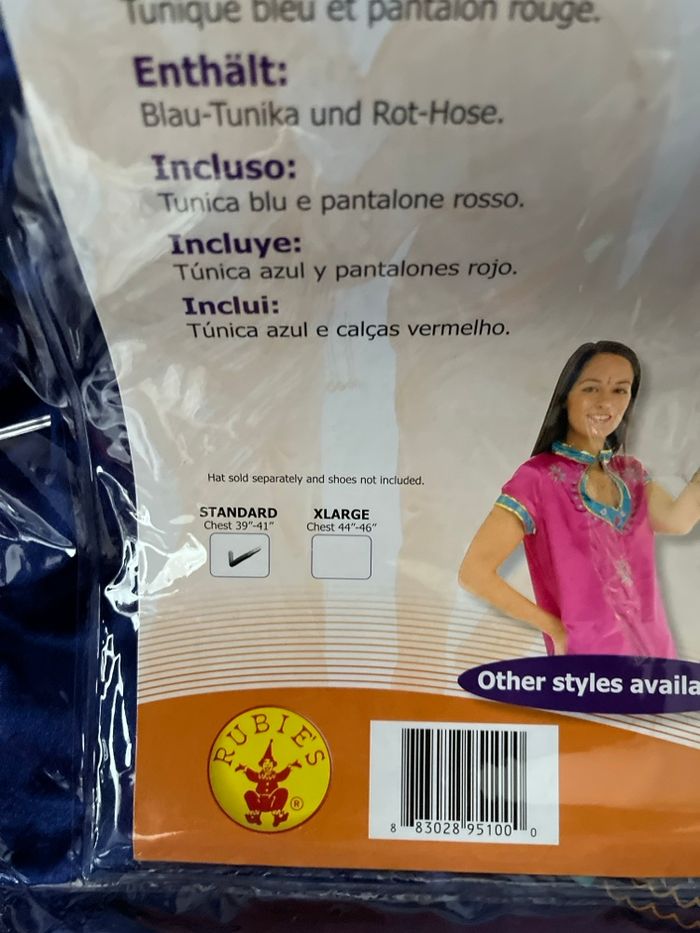 Tunique bleu et pantalon rouge.
Enthält:
Blau-Tunika und Rot-Hose.
Incluso:
Tunica blu e pantalone rosso.
Incluye:
Túnica azul y pantalones rojo.
Inclui:
Túnica azul e calças vermelho.
Hat sold separately and shoes not included.
STANDARD XLARGE
Chest 39"-41" Chest 44"-46"
Other styles availa
RUBIE'S
®
8 83028 95100 0